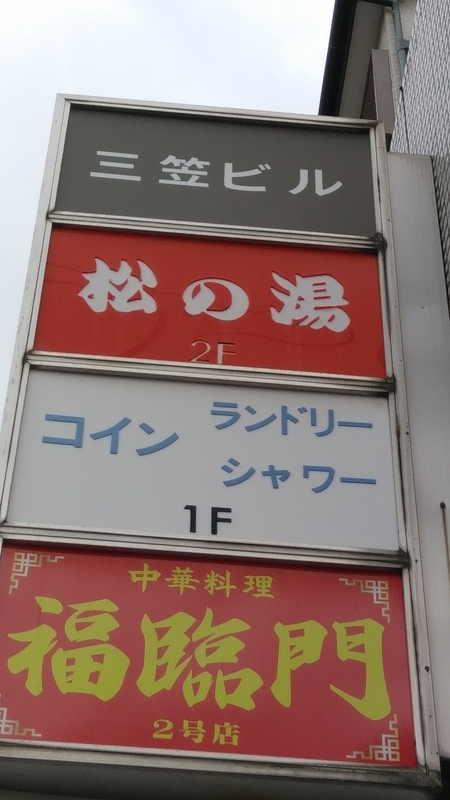 三笠ビル
松の湯
2F
コイン
ランドリー
シャワー
1F
中華料理
福臨門
2号店